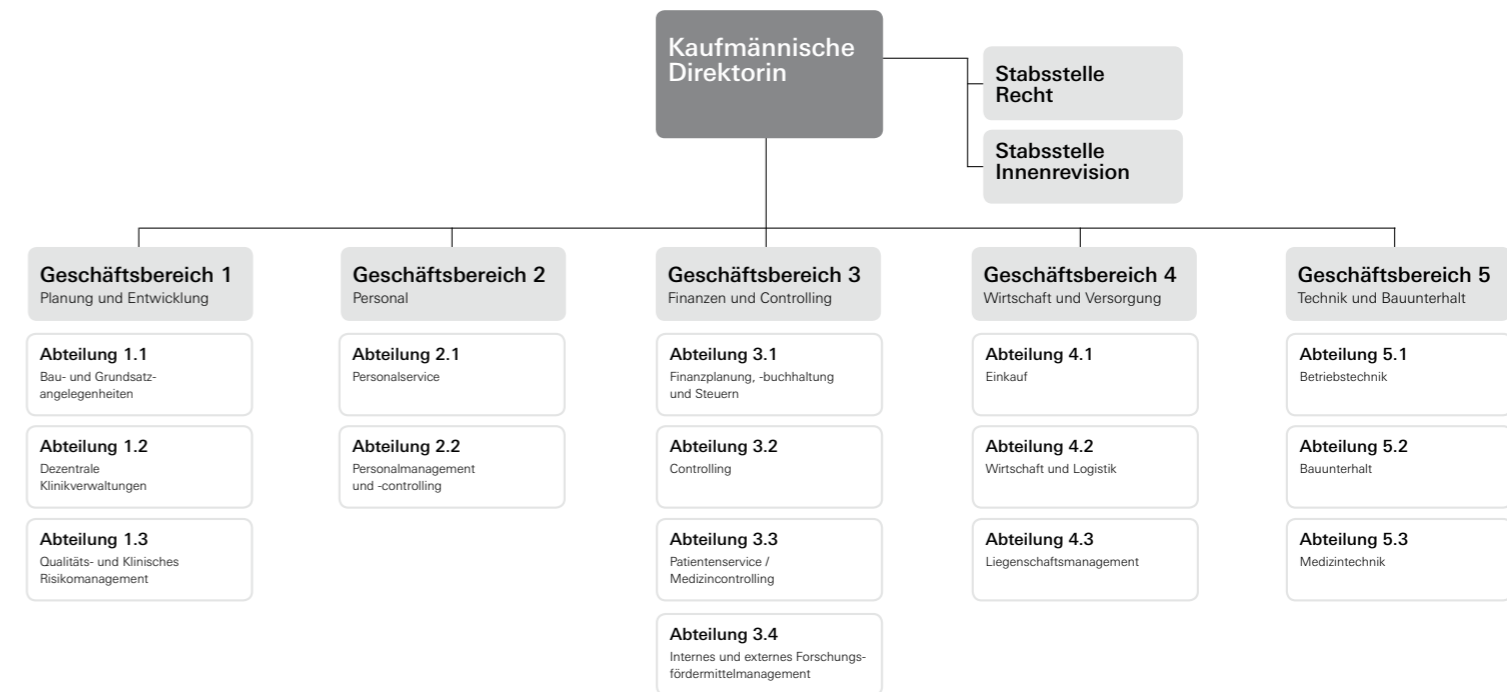 Kaufmännische
Direktorin
Stabsstelle
Recht
Stabsstelle
Innenrevision
Geschäftsbereich 1
Planung und Entwicklung
Abteilung 1.1
Bau- und Grundsatz-
angelegenheiten
Abteilung 1.2
Dezentrale
Klinikverwaltungen
Abteilung 1.3
Qualitäts- und Klinisches
Risikomanagement
Geschäftsbereich 2
Personal
Abteilung 2.1
Personalservice
Abteilung 2.2
Personalmanagement
und -controlling
Geschäftsbereich 3
Finanzen und Controlling
Abteilung 3.1
Finanzplanung, -buchhaltung
und Steuern
Abteilung 3.2
Controlling
Abteilung 3.3
Patientenservice /
Medizincontrolling
Abteilung 3.4
Internes und externes Forschungs-
fördermittelmanagement
Geschäftsbereich 4
Wirtschaft und Versorgung
Abteilung 4.1
Einkauf
Abteilung 4.2
Wirtschaft und Logistik
Abteilung 4.3
Liegenschaftsmanagement
Geschäftsbereich 5
Technik und Bauunterhalt
Abteilung 5.1
Betriebstechnik
Abteilung 5.2
Bauunterhalt
Abteilung 5.3
Medizintechnik